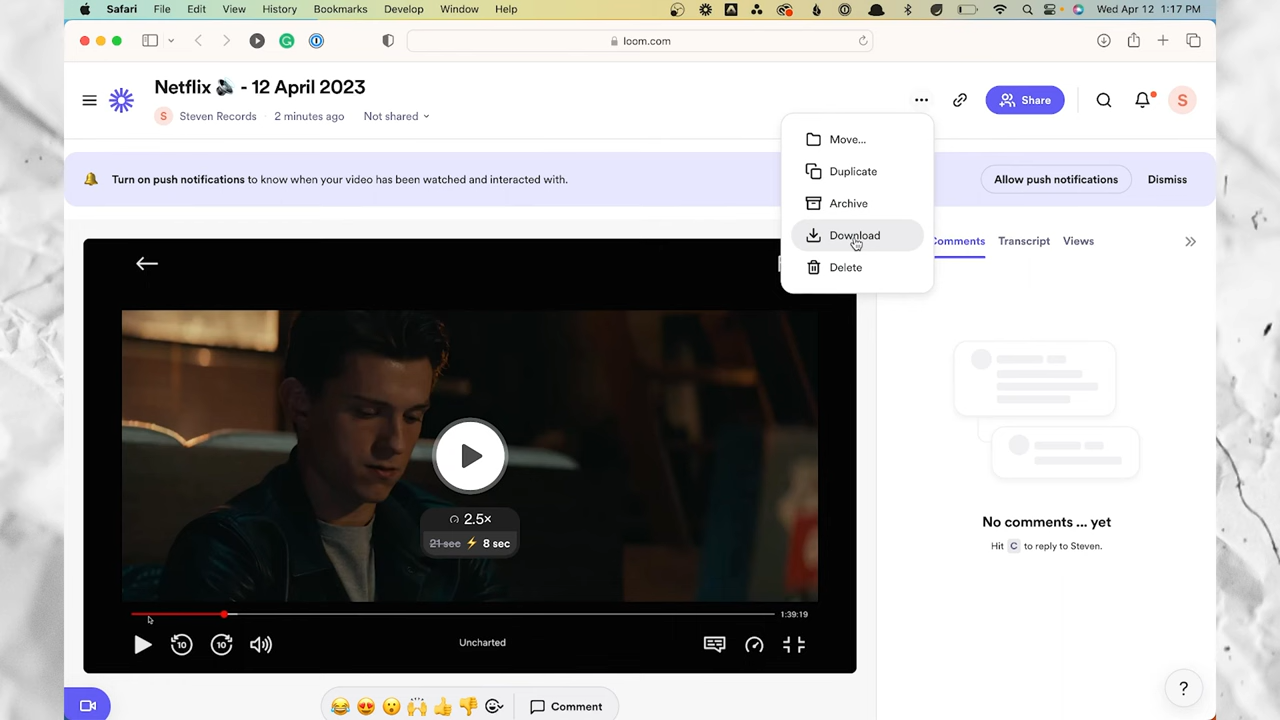 Safari File Edit View History Bookmarks Develop Window Help Wed Apr 12 1:17 PM
loom.com
Netflix 🔊 - 12 April 2023
S Steven Records 2 minutes ago Not shared
Share
S
Move...
Duplicate
Archive
Download
Delete
Turn on push notifications to know when your video has been watched and interacted with.
Allow push notifications Dismiss
Comments Transcript Views
2.5×
21 sec ⚡ 8 sec
1:39:19
10 10
Uncharted
No comments ... yet
Hit C to reply to Steven.
😂 😍 😮 🙌 👍 👎 Comment
?